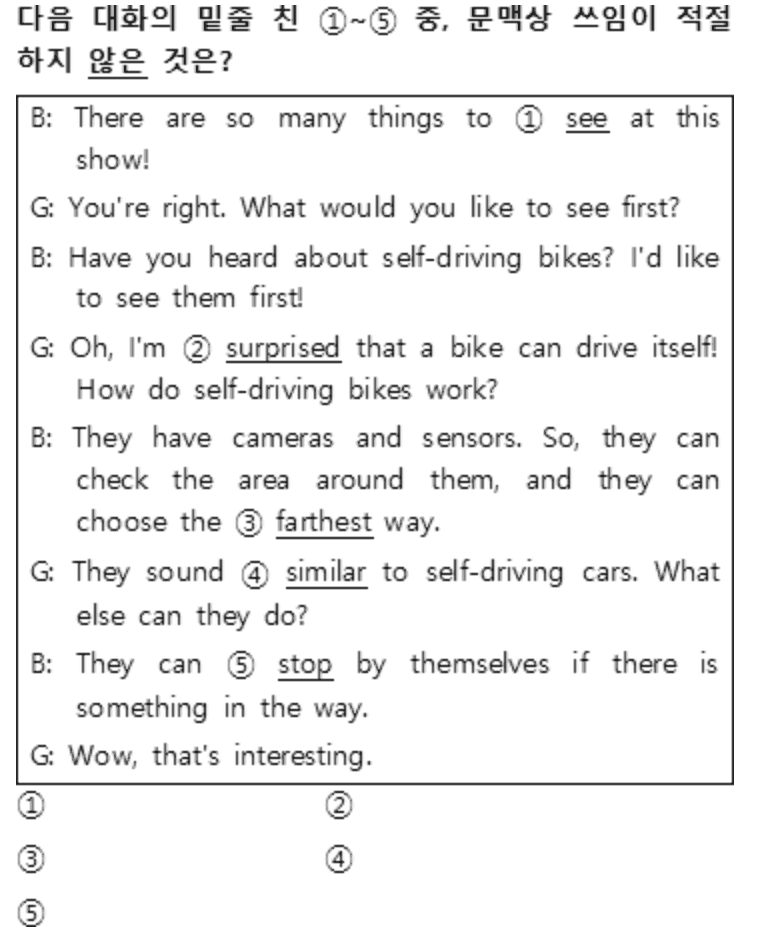 다음 대화의 밑줄 친 ①~⑤ 중, 문맥상 쓰임이 적절
하지 않은 것은?
B: There are so many things to ① see at this
show!
G: You're right. What would you like to see first?
B: Have you heard about self-driving bikes? I'd like
to see them first!
G: Oh, I'm ② surprised that a bike can drive itself!
How do self-driving bikes work?
B: They have cameras and sensors. So, they can
check the area around them, and they can
choose the ③ farthest way.
G: They sound ④ similar to self-driving cars. What
else can they do?
B: They can ⑤ stop by themselves if there is
something in the way.
G: Wow, that's interesting.
① ②
③ ④
⑤